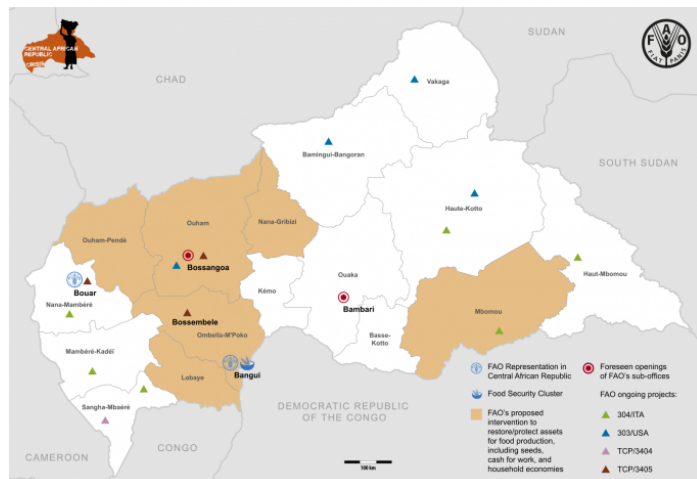 SUDAN
CENTRAL AFRICAN
REPUBLIC
CRISIS
F A O
FIAT PANIS
CHAD
Vakaga
Bamingui-Bangoran
SOUTH SUDAN
Haute-Kotto
Ouham
Nana-Gribizi
Ouham-Pendé
Bossangoa
Ouaka
Haut-Mbomou
Bouar
Kémo
Nana-Mambéré
Bambari
Mbomou
Bossembele
Ombella-M'Poko
Basse-
Kotto
Mambéré-Kadéï
Bangui
Lobaye
Sangha-Mbaéré
DEMOCRATIC REPUBLIC
OF THE CONGO
CAMEROON
CONGO
100 km
FAO Representation in
Central African Republic
Food Security Cluster
FAO's proposed
intervention to
restore/protect assets
for food production,
including seeds,
cash for work, and
household economies
Foreseen openings
of FAO's sub-offices
FAO ongoing projects:
304/ITA
303/USA
TCP/3404
TCP/3405